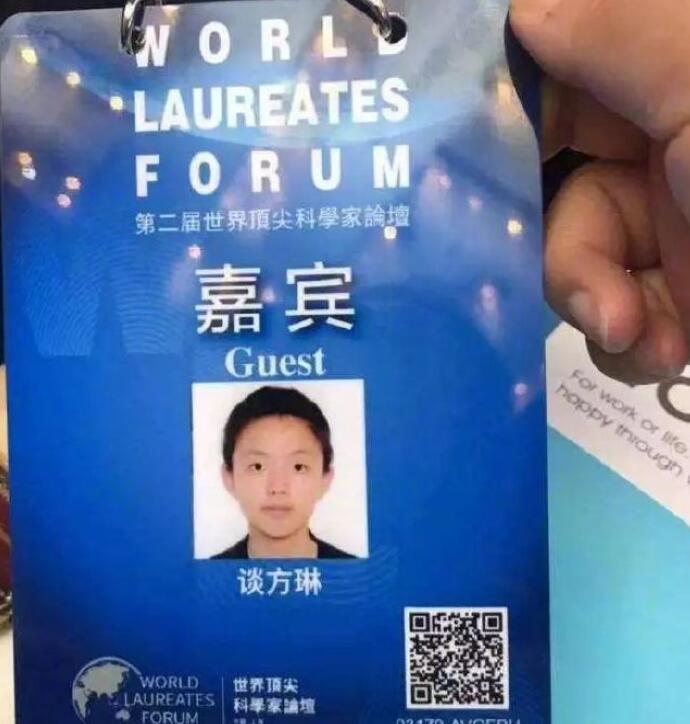 WORLD
LAUREATES
FORUM
第二届世界頂尖科學家論壇
嘉宾
Guest
谈方琳
WORLD
LAUREATES
FORUM
世界頂尖
科學家論壇
For work or life
happy through